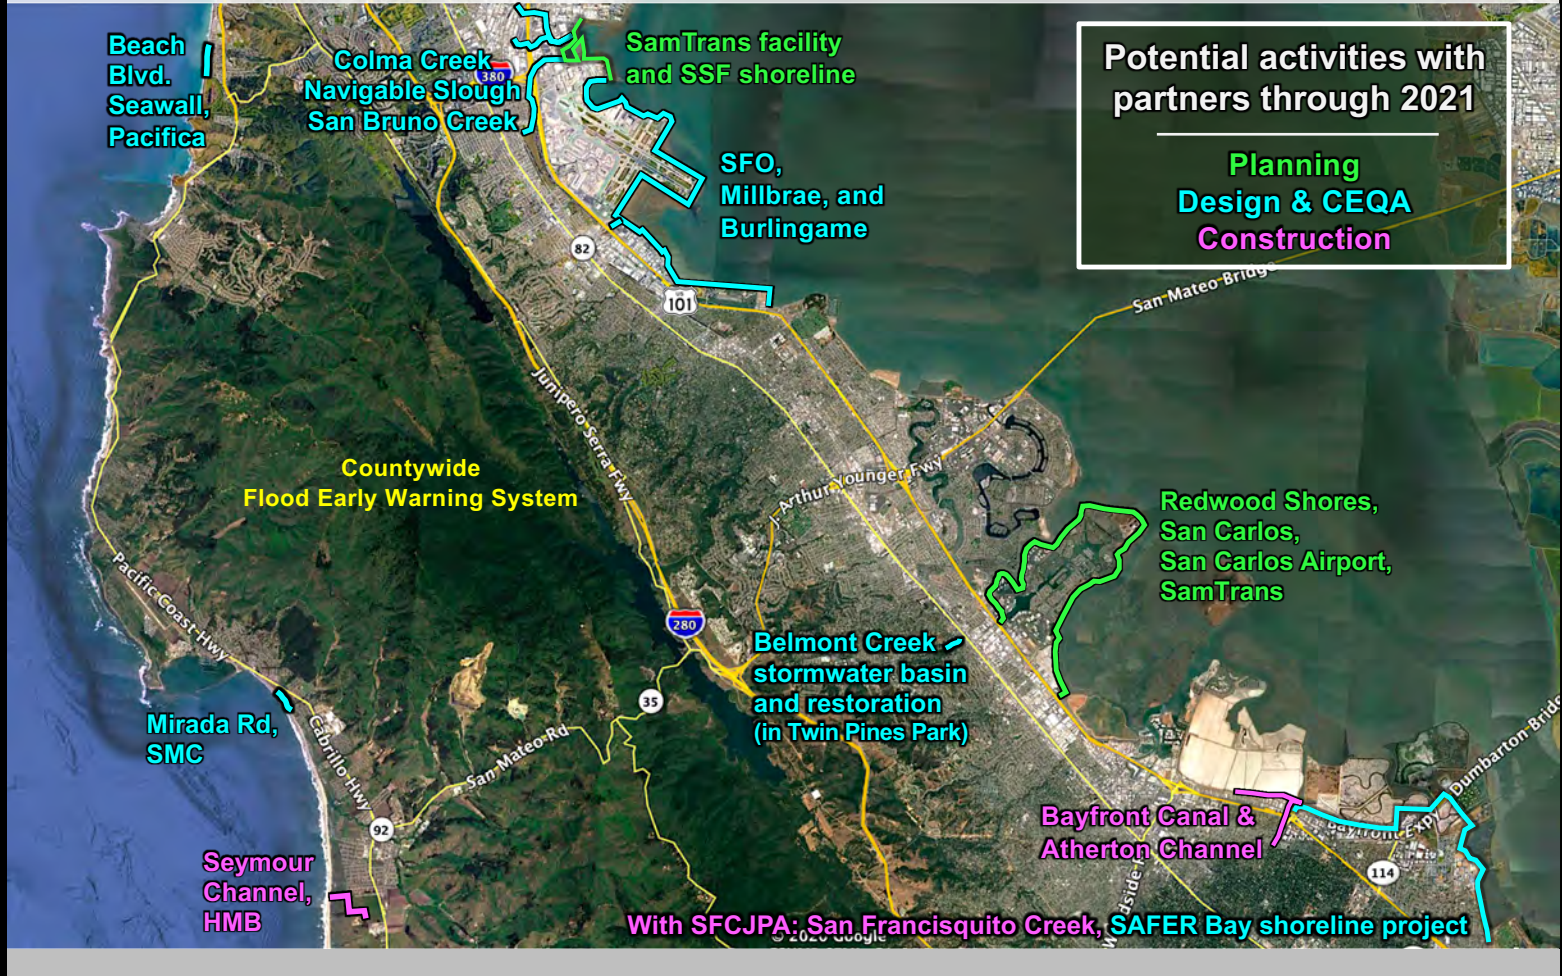 Beach
Blvd.
Seawall,
Pacifica
Colma Creek
Navigable Slough
San Bruno Creek
380
SamTrans facility
and SSF shoreline
Potential activities with
partners through 2021
Planning
Design & CEQA
Construction
SFO,
Millbrae, and
Burlingame
82
US
101
San Mateo Bridge
Junipero Serra Fwy
J. Arthur Younger Fwy
Countywide
Flood Early Warning System
Redwood Shores,
San Carlos,
San Carlos Airport,
SamTrans
Pacific Coast Hwy
280
Belmont Creek
stormwater basin
and restoration
(in Twin Pines Park)
35
Mirada Rd,
SMC
Cabrillo Hwy
San Mateo Rd
92
Dumbarton Bridge
Bayfront Canal &
Atherton Channel
Bayfront Expy
114
Seymour
Channel,
HMB
With SFCJPA: San Francisquito Creek, SAFER Bay shoreline project
© 2020 Google